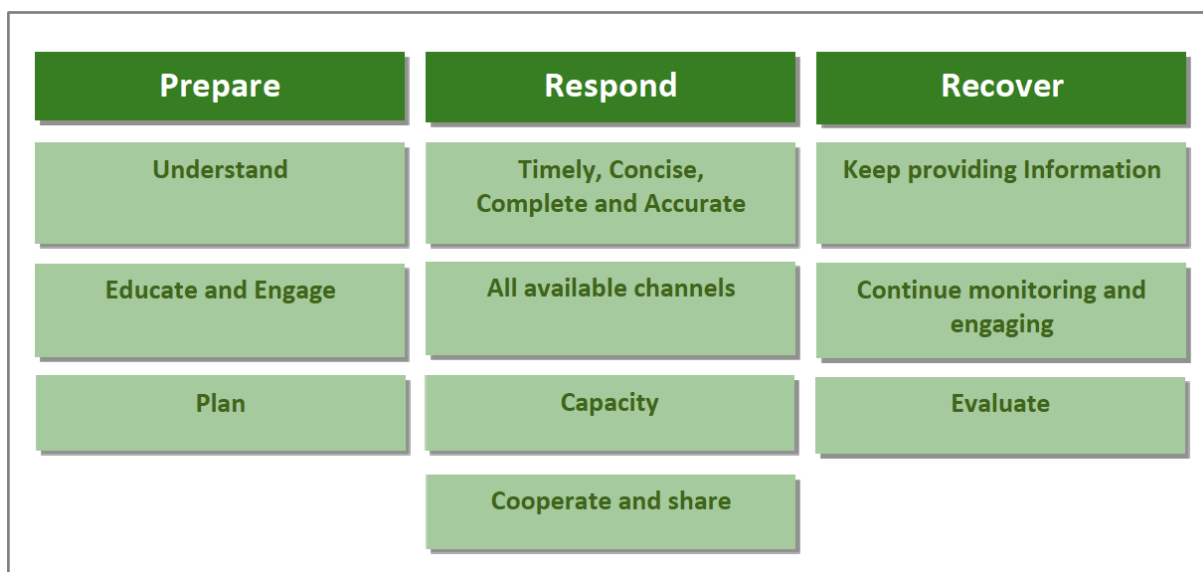 Prepare
Understand
Educate and Engage
Plan
Respond
Timely, Concise,
Complete and Accurate
All available channels
Capacity
Cooperate and share
Recover
Keep providing Information
Continue monitoring and
engaging
Evaluate